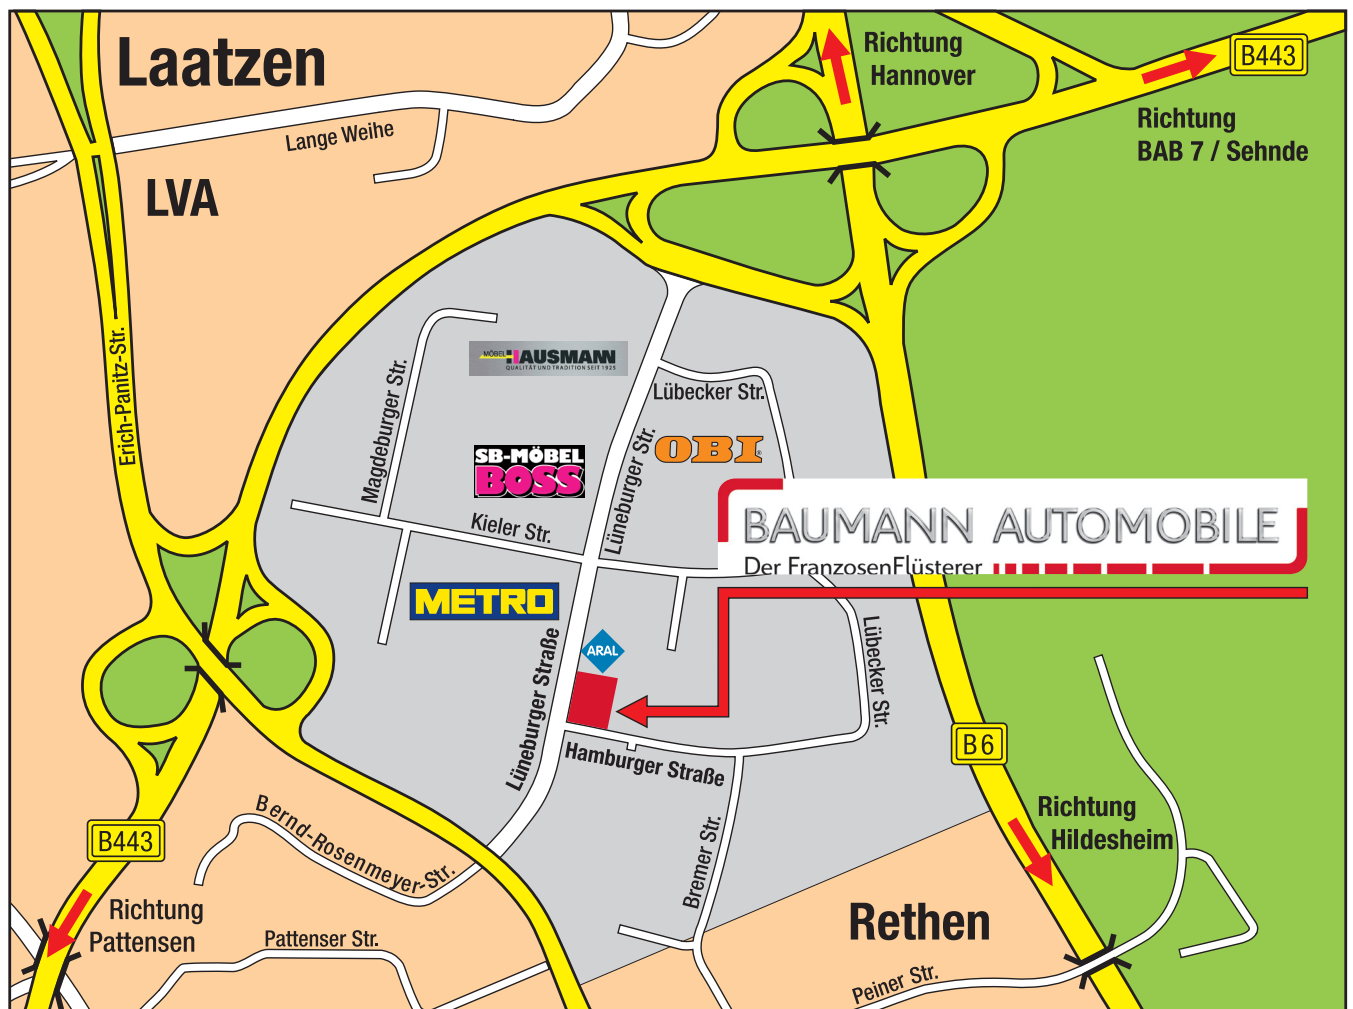 Laatzen
Richtung
Hannover
B443
Richtung
BAB 7 / Sehnde
Lange Weihe
LVA
Erich-Panitz-Str.
MÖBEL HAUSMANN
QUALITÄT UND TRADITION SEIT 1925
Magdeburger Str.
Lübecker Str.
SB-MÖBEL
BOSS
Lüneburger Str.
OBI
Kieler Str.
BAUMANN AUTOMOBILE
Der FranzosenFlüsterer
METRO
ARAL
Lüneburger Straße
Lübecker Str.
Hamburger Straße
B6
Richtung
Hildesheim
B443
Bernd-Rosenmeyer-Str.
Bremer Str.
Richtung
Pattensen
Pattenser Str.
Rethen
Peiner Str.